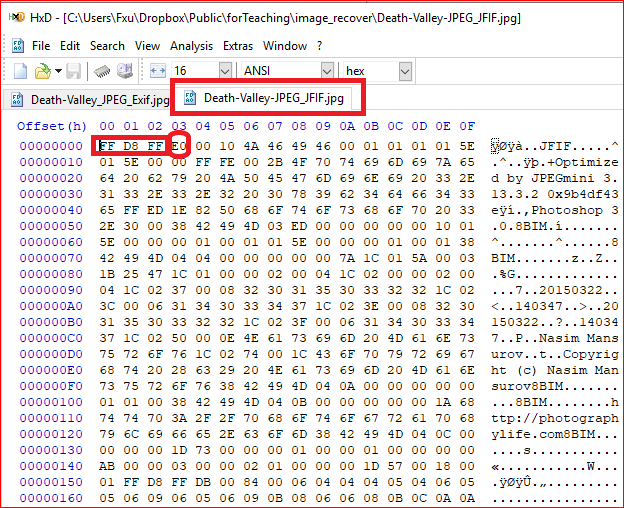 HxD - [C:\Users\Fxu\Dropbox\Public\forTeaching\image_recover\Death-Valley-JPEG_JFIF.jpg]
File Edit Search View Analysis Extras Window ?
16 ANSI hex
Death-Valley_JPEG_Exif.jpg Death-Valley-JPEG_JFIF.jpg
Offset(h) 00 01 02 03 04 05 06 07 08 09 0A 0B 0C 0D 0E 0F
00000000 FF D8 FF E0 00 10 4A 46 49 46 00 01 01 01 01 5E ÿØÿà..JFIF.....^
00000010 01 5E 00 00 FF FE 00 2B 4F 70 74 69 6D 69 7A 65 .^..ÿþ.+Optimize
00000020 64 20 62 79 20 4A 50 45 47 6D 69 6E 69 20 33 2E d by JPEGmini 3.
00000030 31 33 2E 33 2E 32 20 30 78 39 62 34 64 66 34 33 13.3.2 0x9b4df43
00000040 65 FF ED 1E 82 50 68 6F 74 6F 73 68 6F 70 20 33 eÿí.‚Photoshop 3
00000050 2E 30 00 38 42 49 4D 03 ED 00 00 00 00 00 10 01 .0.8BIM.í.......
00000060 5E 00 00 00 01 00 01 01 5E 00 00 00 01 00 01 38 ^.......^......8
00000070 42 49 4D 04 04 00 00 00 00 00 7A 1C 01 5A 00 03 BIM.......z..Z..
00000080 1B 25 47 1C 01 00 00 02 00 04 1C 02 00 00 02 00 .%G.............
00000090 04 1C 02 37 00 08 32 30 31 35 30 33 32 32 1C 02 ...7..20150322..
000000A0 3C 00 06 31 34 30 33 34 37 1C 02 3E 00 08 32 30 <..140347..>..20
000000B0 31 35 30 33 32 32 1C 02 3F 00 06 31 34 30 33 34 150322..?..14034
000000C0 37 1C 02 50 00 0E 4E 61 73 69 6D 20 4D 61 6E 73 7..P..Nasim Mans
000000D0 75 72 6F 76 1C 02 74 00 1C 43 6F 70 79 72 69 67 urov..t..Copyrig
000000E0 68 74 20 28 63 29 20 4E 61 73 69 6D 20 4D 61 6E ht (c) Nasim Man
000000F0 73 75 72 6F 76 38 42 49 4D 04 0A 00 00 00 00 00 surov8BIM.......
00000100 01 01 00 38 42 49 4D 04 0B 00 00 00 00 00 1A 68 ...8BIM........h
00000110 74 74 70 3A 2F 2F 70 68 6F 74 6F 67 72 61 70 68 ttp://photograph
00000120 79 6C 69 66 65 2E 63 6F 6D 38 42 49 4D 04 0C 00 ylife.com8BIM...
00000130 00 00 00 1D 73 00 00 00 01 00 00 00 00 00 00 00 ....s...........
00000140 AB 00 00 03 00 00 02 01 00 00 00 1D 57 00 18 00 «...........W...
00000150 01 FF D8 FF DB 00 84 00 06 04 04 04 05 04 06 05 .ÿØÿÛ.„.........
00000160 05 06 09 06 05 06 09 0B 08 06 06 08 0B 0C 0A 0A ................